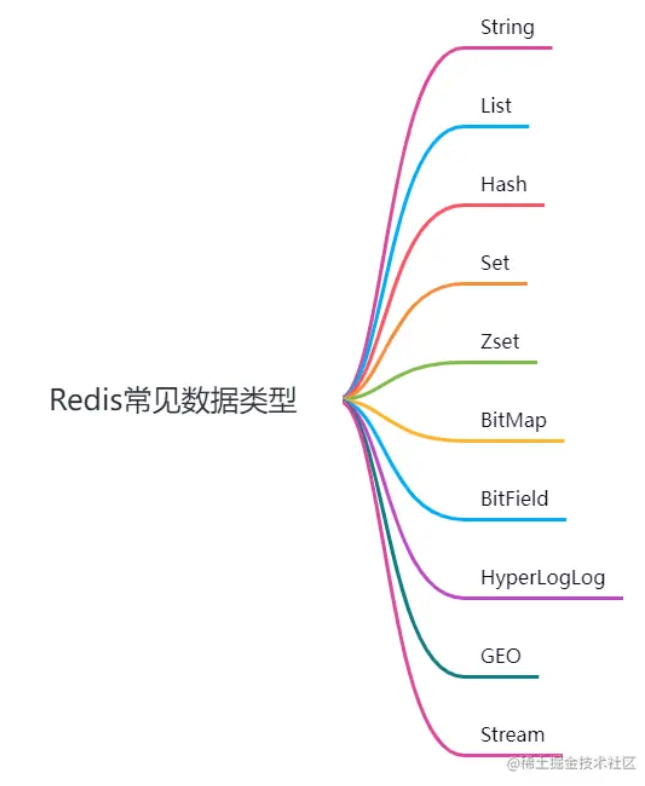 String
List
Hash
Set
Zset
Redis常见数据类型
BitMap
BitField
HyperLogLog
GEO
Stream
@稀土掘金技术社区